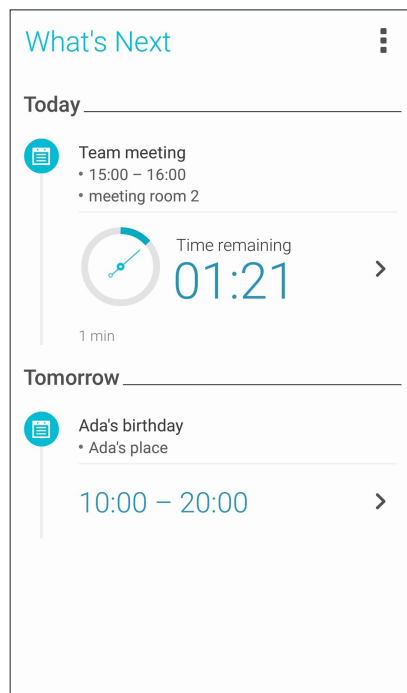 What's Next
Today
Team meeting
• 15:00 – 16:00
• meeting room 2
Time remaining
01:21
1 min
Tomorrow
Ada's birthday
• Ada's place
10:00 – 20:00